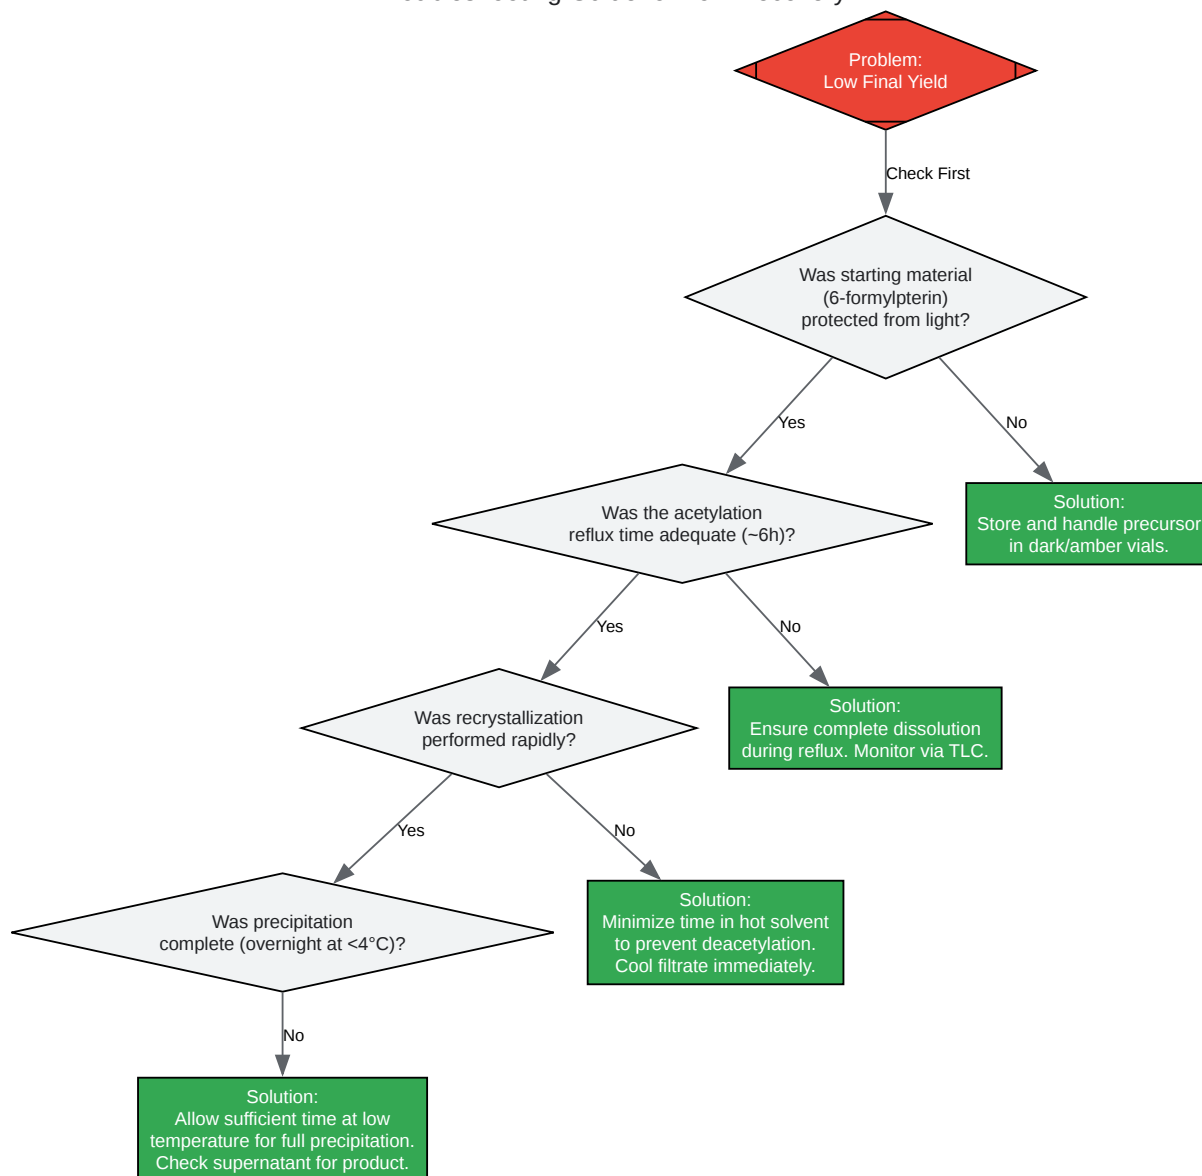 Problem:
Low Final Yield
Check First
Was starting material
(6-formylpterin)
protected from light?
Yes
No
Was the acetylation
reflux time adequate (~6h)?
Solution:
Store and handle precursor
in dark/amber vials.
Yes
No
Was recrystallization
performed rapidly?
Solution:
Ensure complete dissolution
during reflux. Monitor via TLC.
Yes
No
Was precipitation
complete (overnight at <4°C)?
Solution:
Minimize time in hot solvent
to prevent deacetylation.
Cool filtrate immediately.
No
Solution:
Allow sufficient time at low
temperature for full precipitation.
Check supernatant for product.